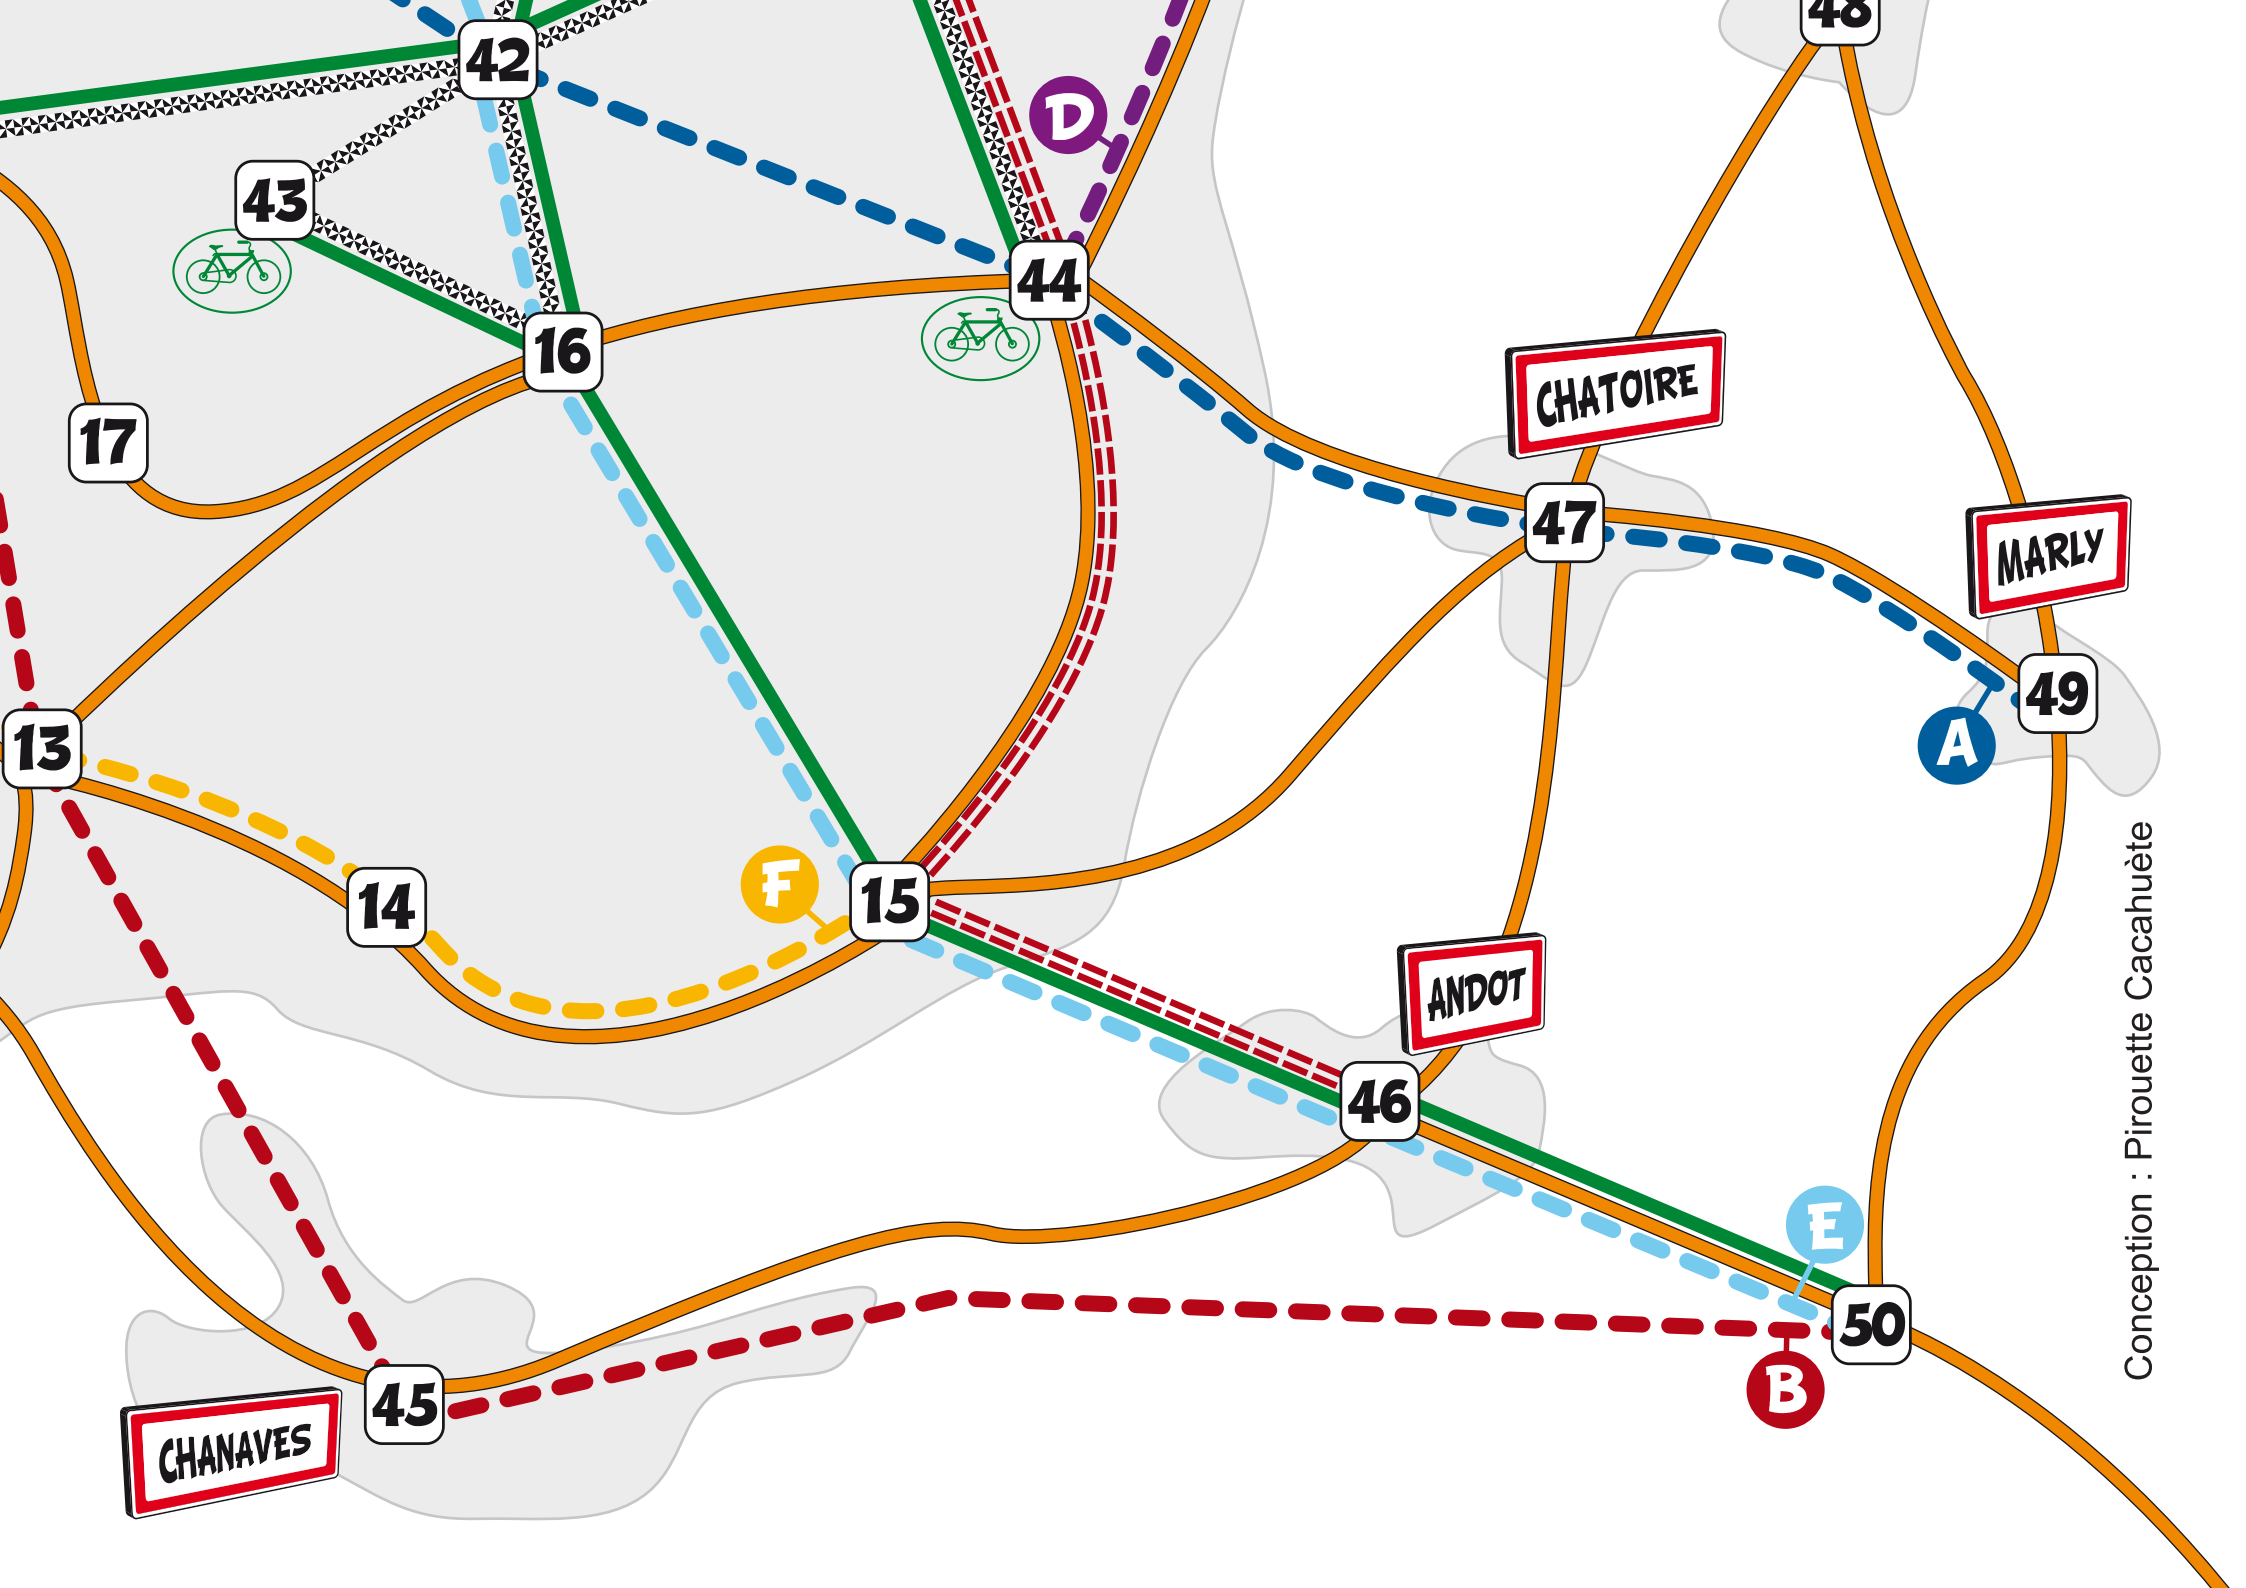 48
42
D
43
44
16
CHATOIRE
17
47
MARLY
49
13
A
F
14
15
ANDOT
46
E
50
B
45
CHANAVES
Conception : Pirouette Cacahuète